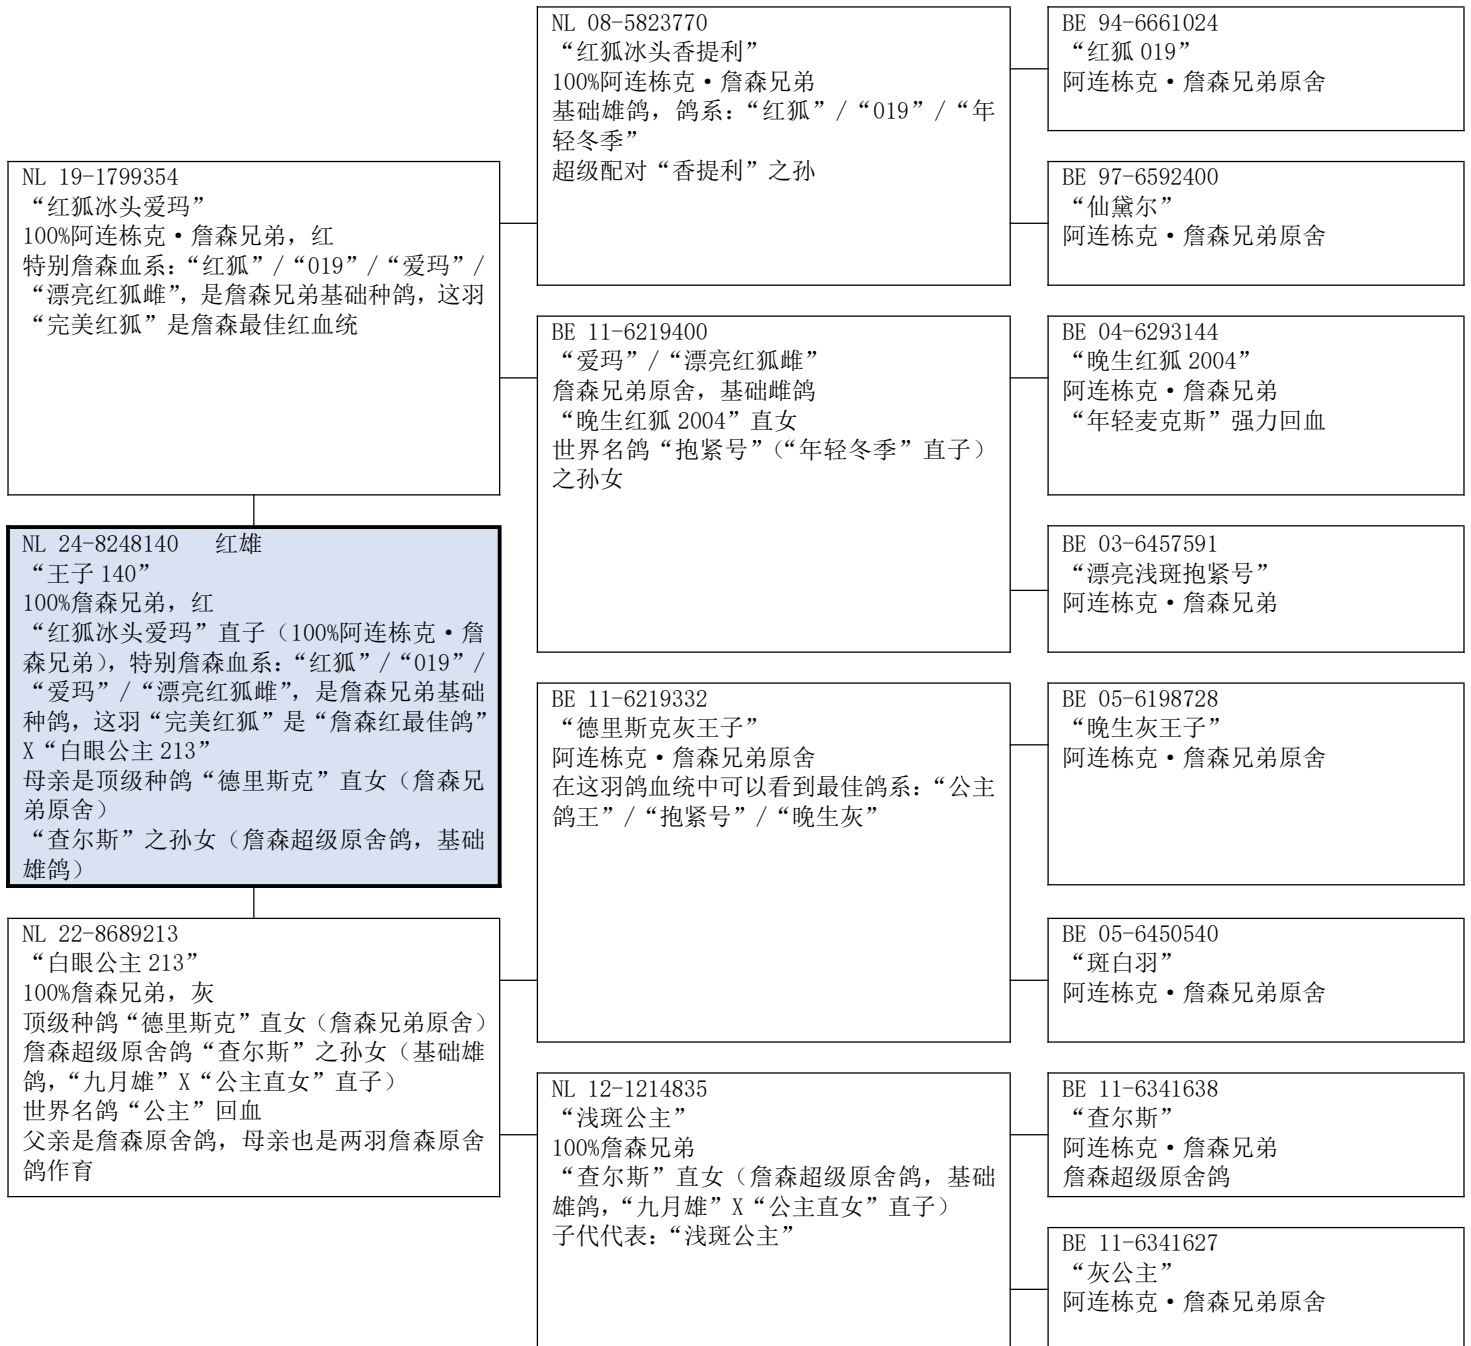 NL 19-1799354
“红狐冰头爱玛”
100%阿连栋克·詹森兄弟，红
特别詹森血系：“红狐”/“019”/“爱玛”/
“漂亮红狐雌”，是詹森兄弟基础种鸽，这羽
“完美红狐”是詹森最佳红血统
NL 24-8248140 红雄
“王子 140”
100%詹森兄弟，红
“红狐冰头爱玛”直子（100%阿连栋克·詹
森兄弟），特别詹森血系：“红狐”/“019”/
“爱玛”/“漂亮红狐雌”，是詹森兄弟基础
种鸽，这羽“完美红狐”是“詹森红最佳鸽”
X“白眼公主 213”
母亲是顶级种鸽“德里斯克”直女（詹森兄
弟原舍）
“查尔斯”之孙女（詹森超级原舍鸽，基础
雄鸽）
NL 22-8689213
“白眼公主 213”
100%詹森兄弟，灰
顶级种鸽“德里斯克”直女（詹森兄弟原舍）
詹森超级原舍鸽“查尔斯”之孙女（基础雄
鸽，“九月雄”X“公主直女”直子）
世界名鸽“公主”回血
父亲是詹森原舍鸽，母亲也是两羽詹森原舍
鸽作育
NL 08-5823770
“红狐冰头香提利”
100%阿连栋克·詹森兄弟
基础雄鸽，鸽系：“红狐”/“019”/“年
轻冬季”
超级配对“香提利”之孙
BE 11-6219400
“爱玛”/“漂亮红狐雌”
詹森兄弟原舍，基础雌鸽
“晚生红狐 2004”直女
世界名鸽“抱紧号”（“年轻冬季”直子）
之孙女
BE 11-6219332
“德里斯克灰王子”
阿连栋克·詹森兄弟原舍
在这羽鸽血统中可以看到最佳鸽系：“公主
鸽王”/“抱紧号”/“晚生灰”
NL 12-1214835
“浅斑公主”
100%詹森兄弟
“查尔斯”直女（詹森超级原舍鸽，基础
雄鸽，“九月雄”X“公主直女”直子）
子代代表：“浅斑公主”
BE 94-6661024
“红狐 019”
阿连栋克·詹森兄弟原舍
BE 97-6592400
“仙黛尔”
阿连栋克·詹森兄弟原舍
BE 04-6293144
“晚生红狐 2004”
阿连栋克·詹森兄弟
“年轻麦克斯”强力回血
BE 03-6457591
“漂亮浅斑抱紧号”
阿连栋克·詹森兄弟
BE 05-6198728
“晚生灰王子”
阿连栋克·詹森兄弟原舍
BE 05-6450540
“斑白羽”
阿连栋克·詹森兄弟原舍
BE 11-6341638
“查尔斯”
阿连栋克·詹森兄弟
詹森超级原舍鸽
BE 11-6341627
“灰公主”
阿连栋克·詹森兄弟原舍